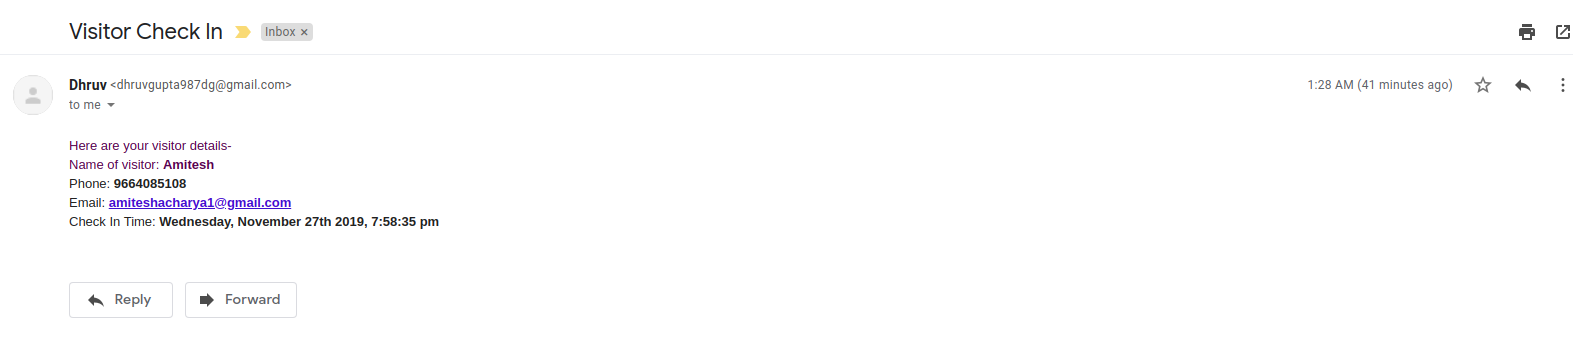 Visitor Check In Inbox ×
Dhruv <dhruvgupta987dg@gmail.com> 1:28 AM (41 minutes ago)
to me
Here are your visitor details-
Name of visitor: Amitesh
Phone: 9664085108
Email: amiteshacharya1@gmail.com
Check In Time: Wednesday, November 27th 2019, 7:58:35 pm
Reply Forward